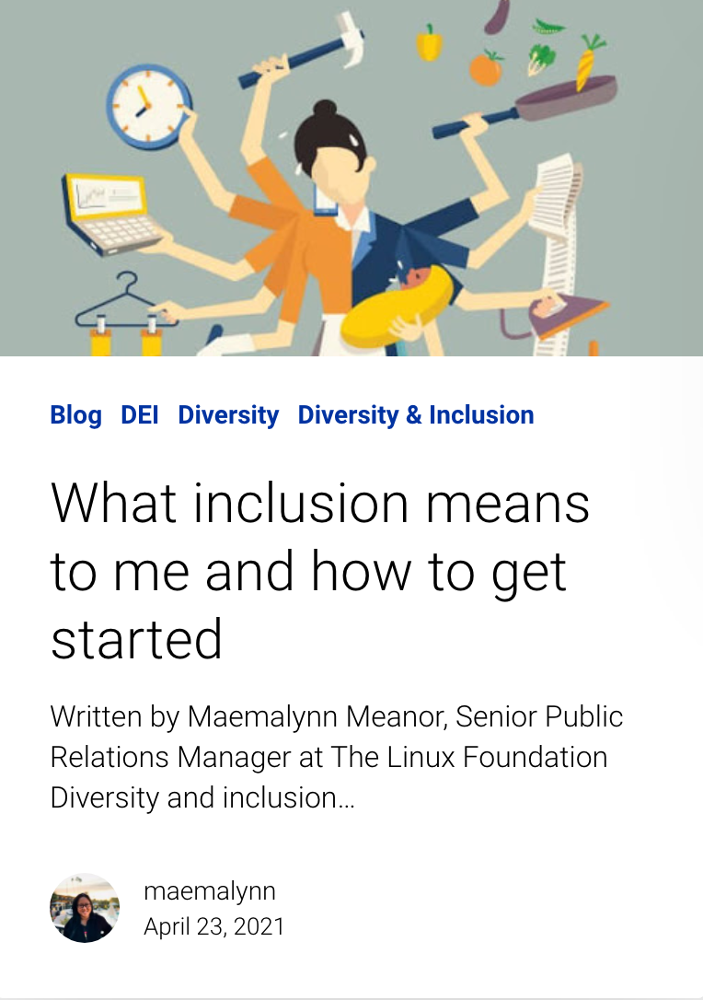 Blog DEI Diversity Diversity & Inclusion
What inclusion means
to me and how to get
started
Written by Maemalynn Meanor, Senior Public
Relations Manager at The Linux Foundation
Diversity and inclusion...
maemalynn
April 23, 2021